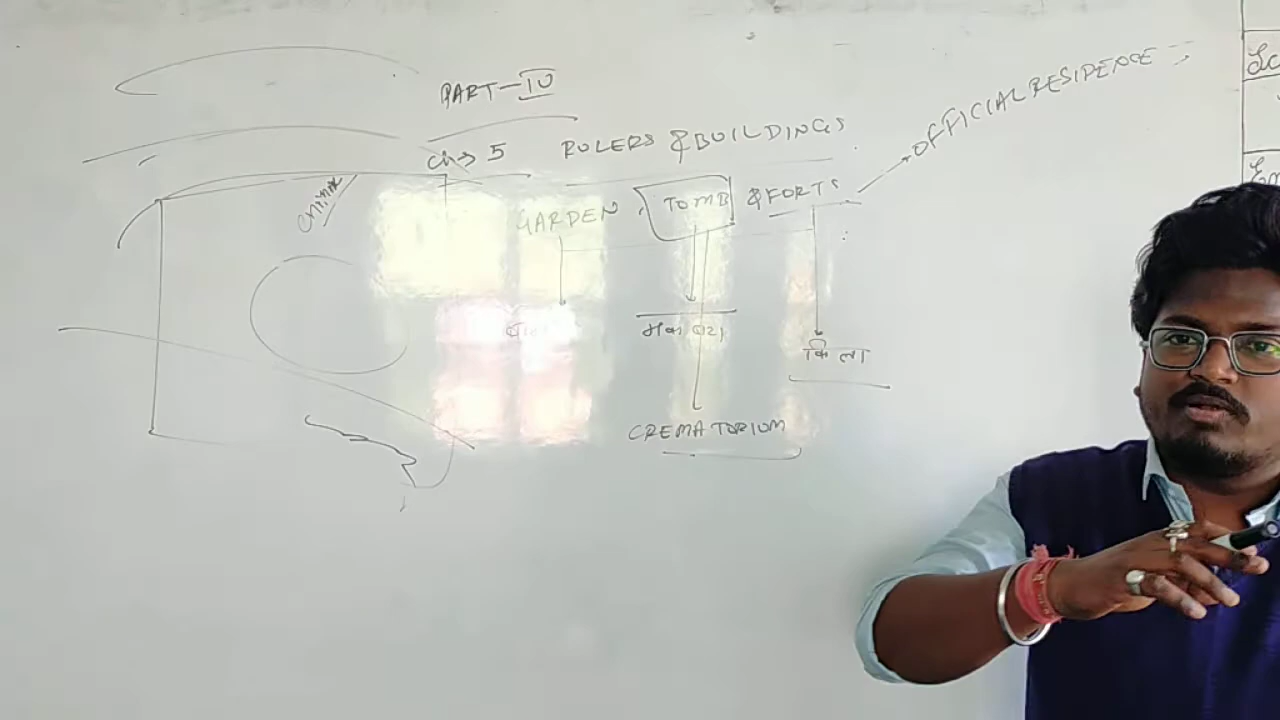 PART-IV
Ch→5 RULERS & BUILDINGS
GARDEN, TOMB & FORTS → OFFICIAL RESIDENCE
मकबरा
किला
CREMATORIUM